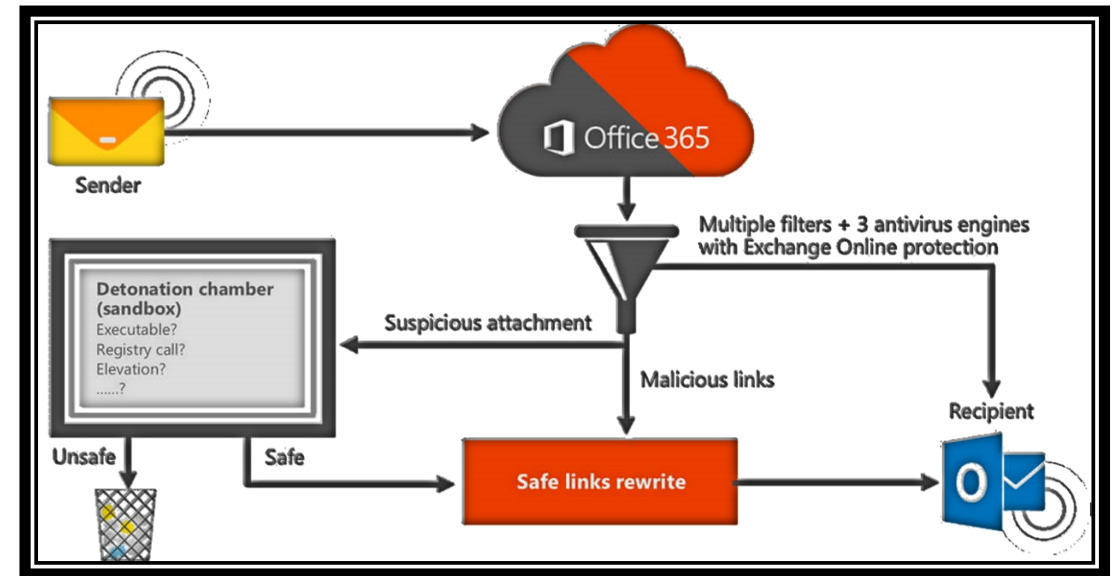 Office 365
Sender
Multiple filters + 3 antivirus engines
with Exchange Online protection
Detonation chamber
(sandbox)
Executable?
Registry call?
Elevation?
......?
Suspicious attachment
Malicious links
Recipient
Unsafe
Safe
Safe links rewrite
O